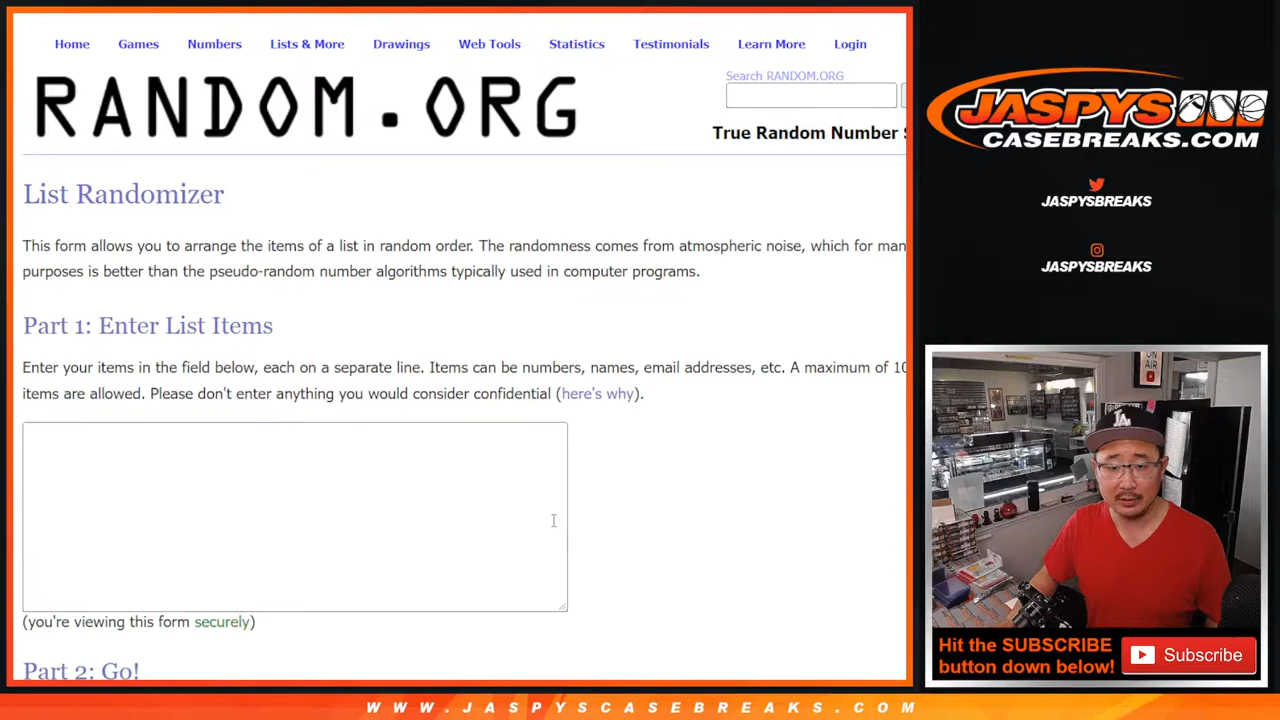 Home Games Numbers Lists & More Drawings Web Tools Statistics Testimonials Learn More Login
RANDOM.ORG
Search RANDOM.ORG
True Random Number
List Randomizer
This form allows you to arrange the items of a list in random order. The randomness comes from atmospheric noise, which for man
purposes is better than the pseudo-random number algorithms typically used in computer programs.
Part 1: Enter List Items
Enter your items in the field below, each on a separate line. Items can be numbers, names, email addresses, etc. A maximum of 10
items are allowed. Please don't enter anything you would consider confidential (here's why).
(you're viewing this form securely)
Part 2: Go!
JASPYS
CASEBREAKS.COM
JASPYSBREAKS
JASPYSBREAKS
ON
AIR
LA
Hit the SUBSCRIBE
button down below!
Subscribe
WWW.JASPYSCASEBREAKS.COM